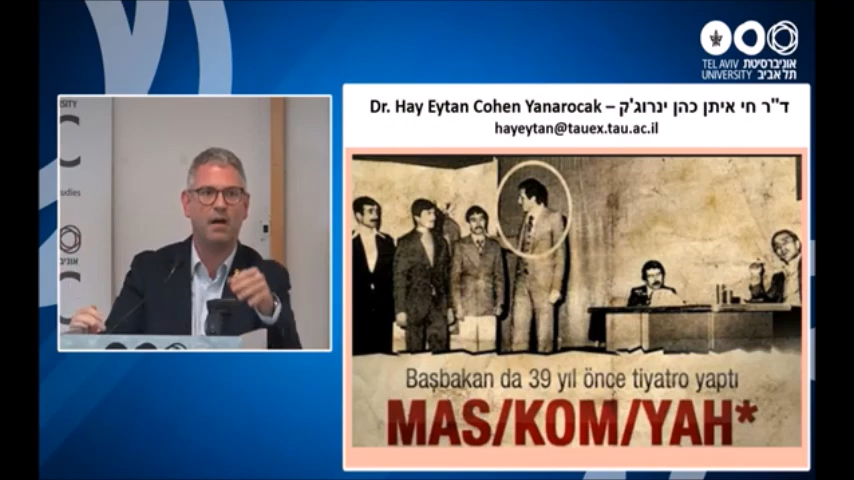 TEL AVIV אוניברסיטת
UNIVERSITY תל אביב
Dr. Hay Eytan Cohen Yanarocak – ד"ר חי איתן כהן ינרוג'ק
hayeytan@tauex.tau.ac.il
Başbakan da 39 yıl önce tiyatro yaptı
MAS/KOM/YAH*